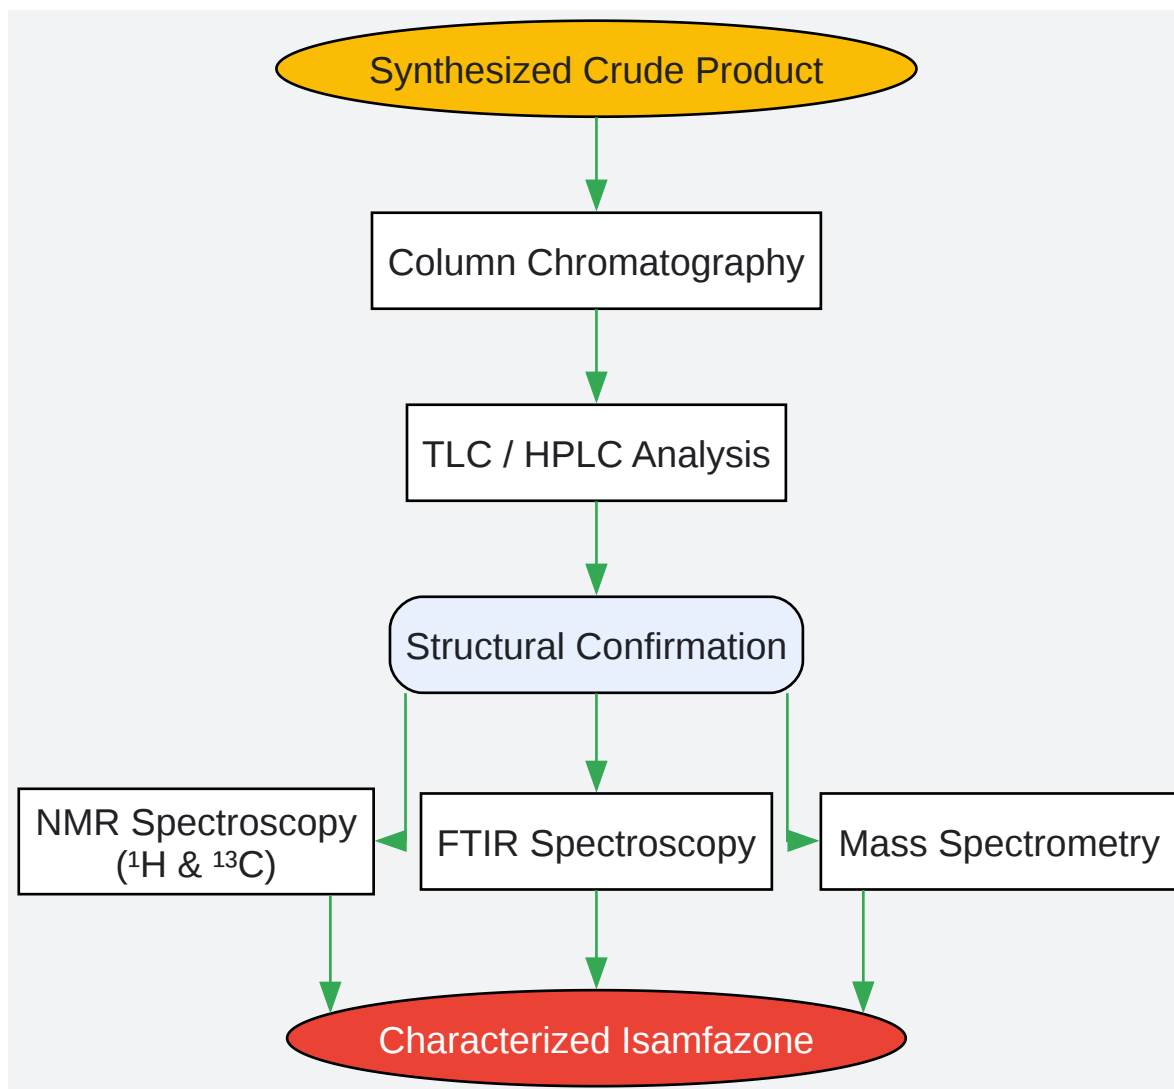 Synthesized Crude Product
Column Chromatography
TLC / HPLC Analysis
Structural Confirmation
NMR Spectroscopy
(¹H & ¹³C)
FTIR Spectroscopy
Mass Spectrometry
Characterized Isamfazone